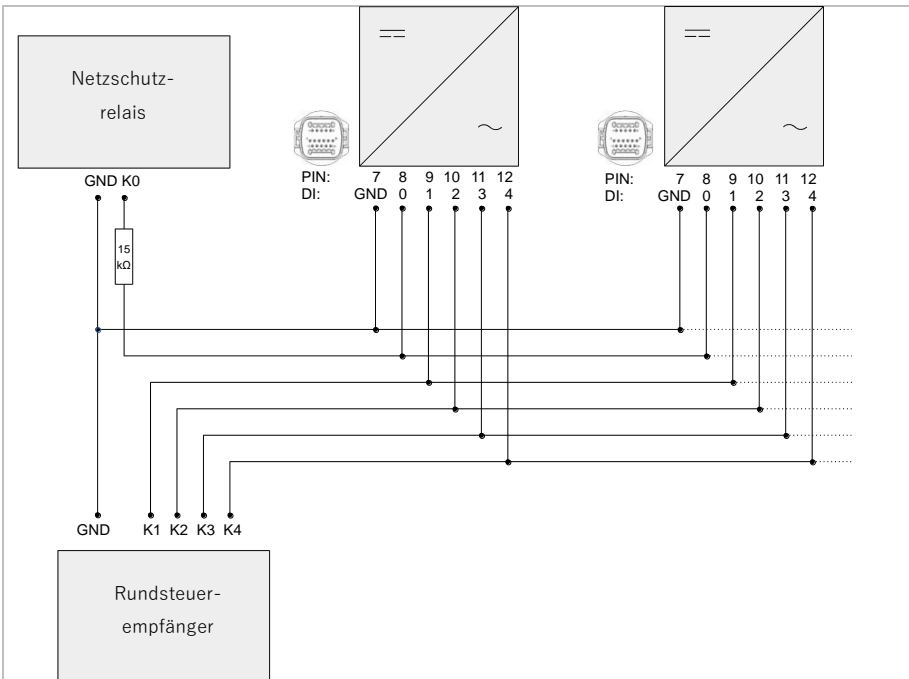 Netzschutz-
relais
GND K0
15
kΩ
PIN: 7 8 9 10 11 12
DI: GND 0 1 2 3 4
PIN: 7 8 9 10 11 12
DI: GND 0 1 2 3 4
GND K1 K2 K3 K4
Rundsteuer-
empfänger